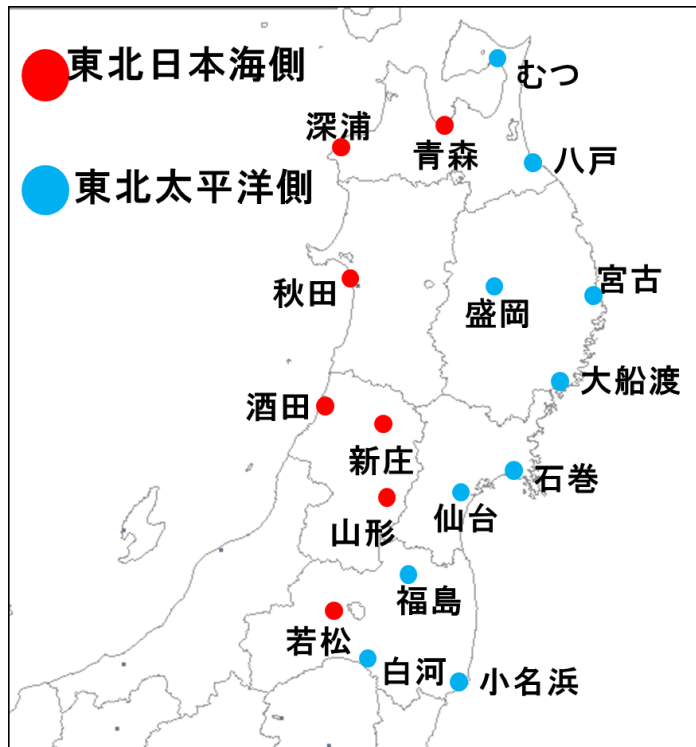 東北日本海側
東北太平洋側
むつ
深浦
青森
八戸
秋田
盛岡
宮古
大船渡
酒田
新庄
石巻
山形
仙台
福島
若松
白河
小名浜